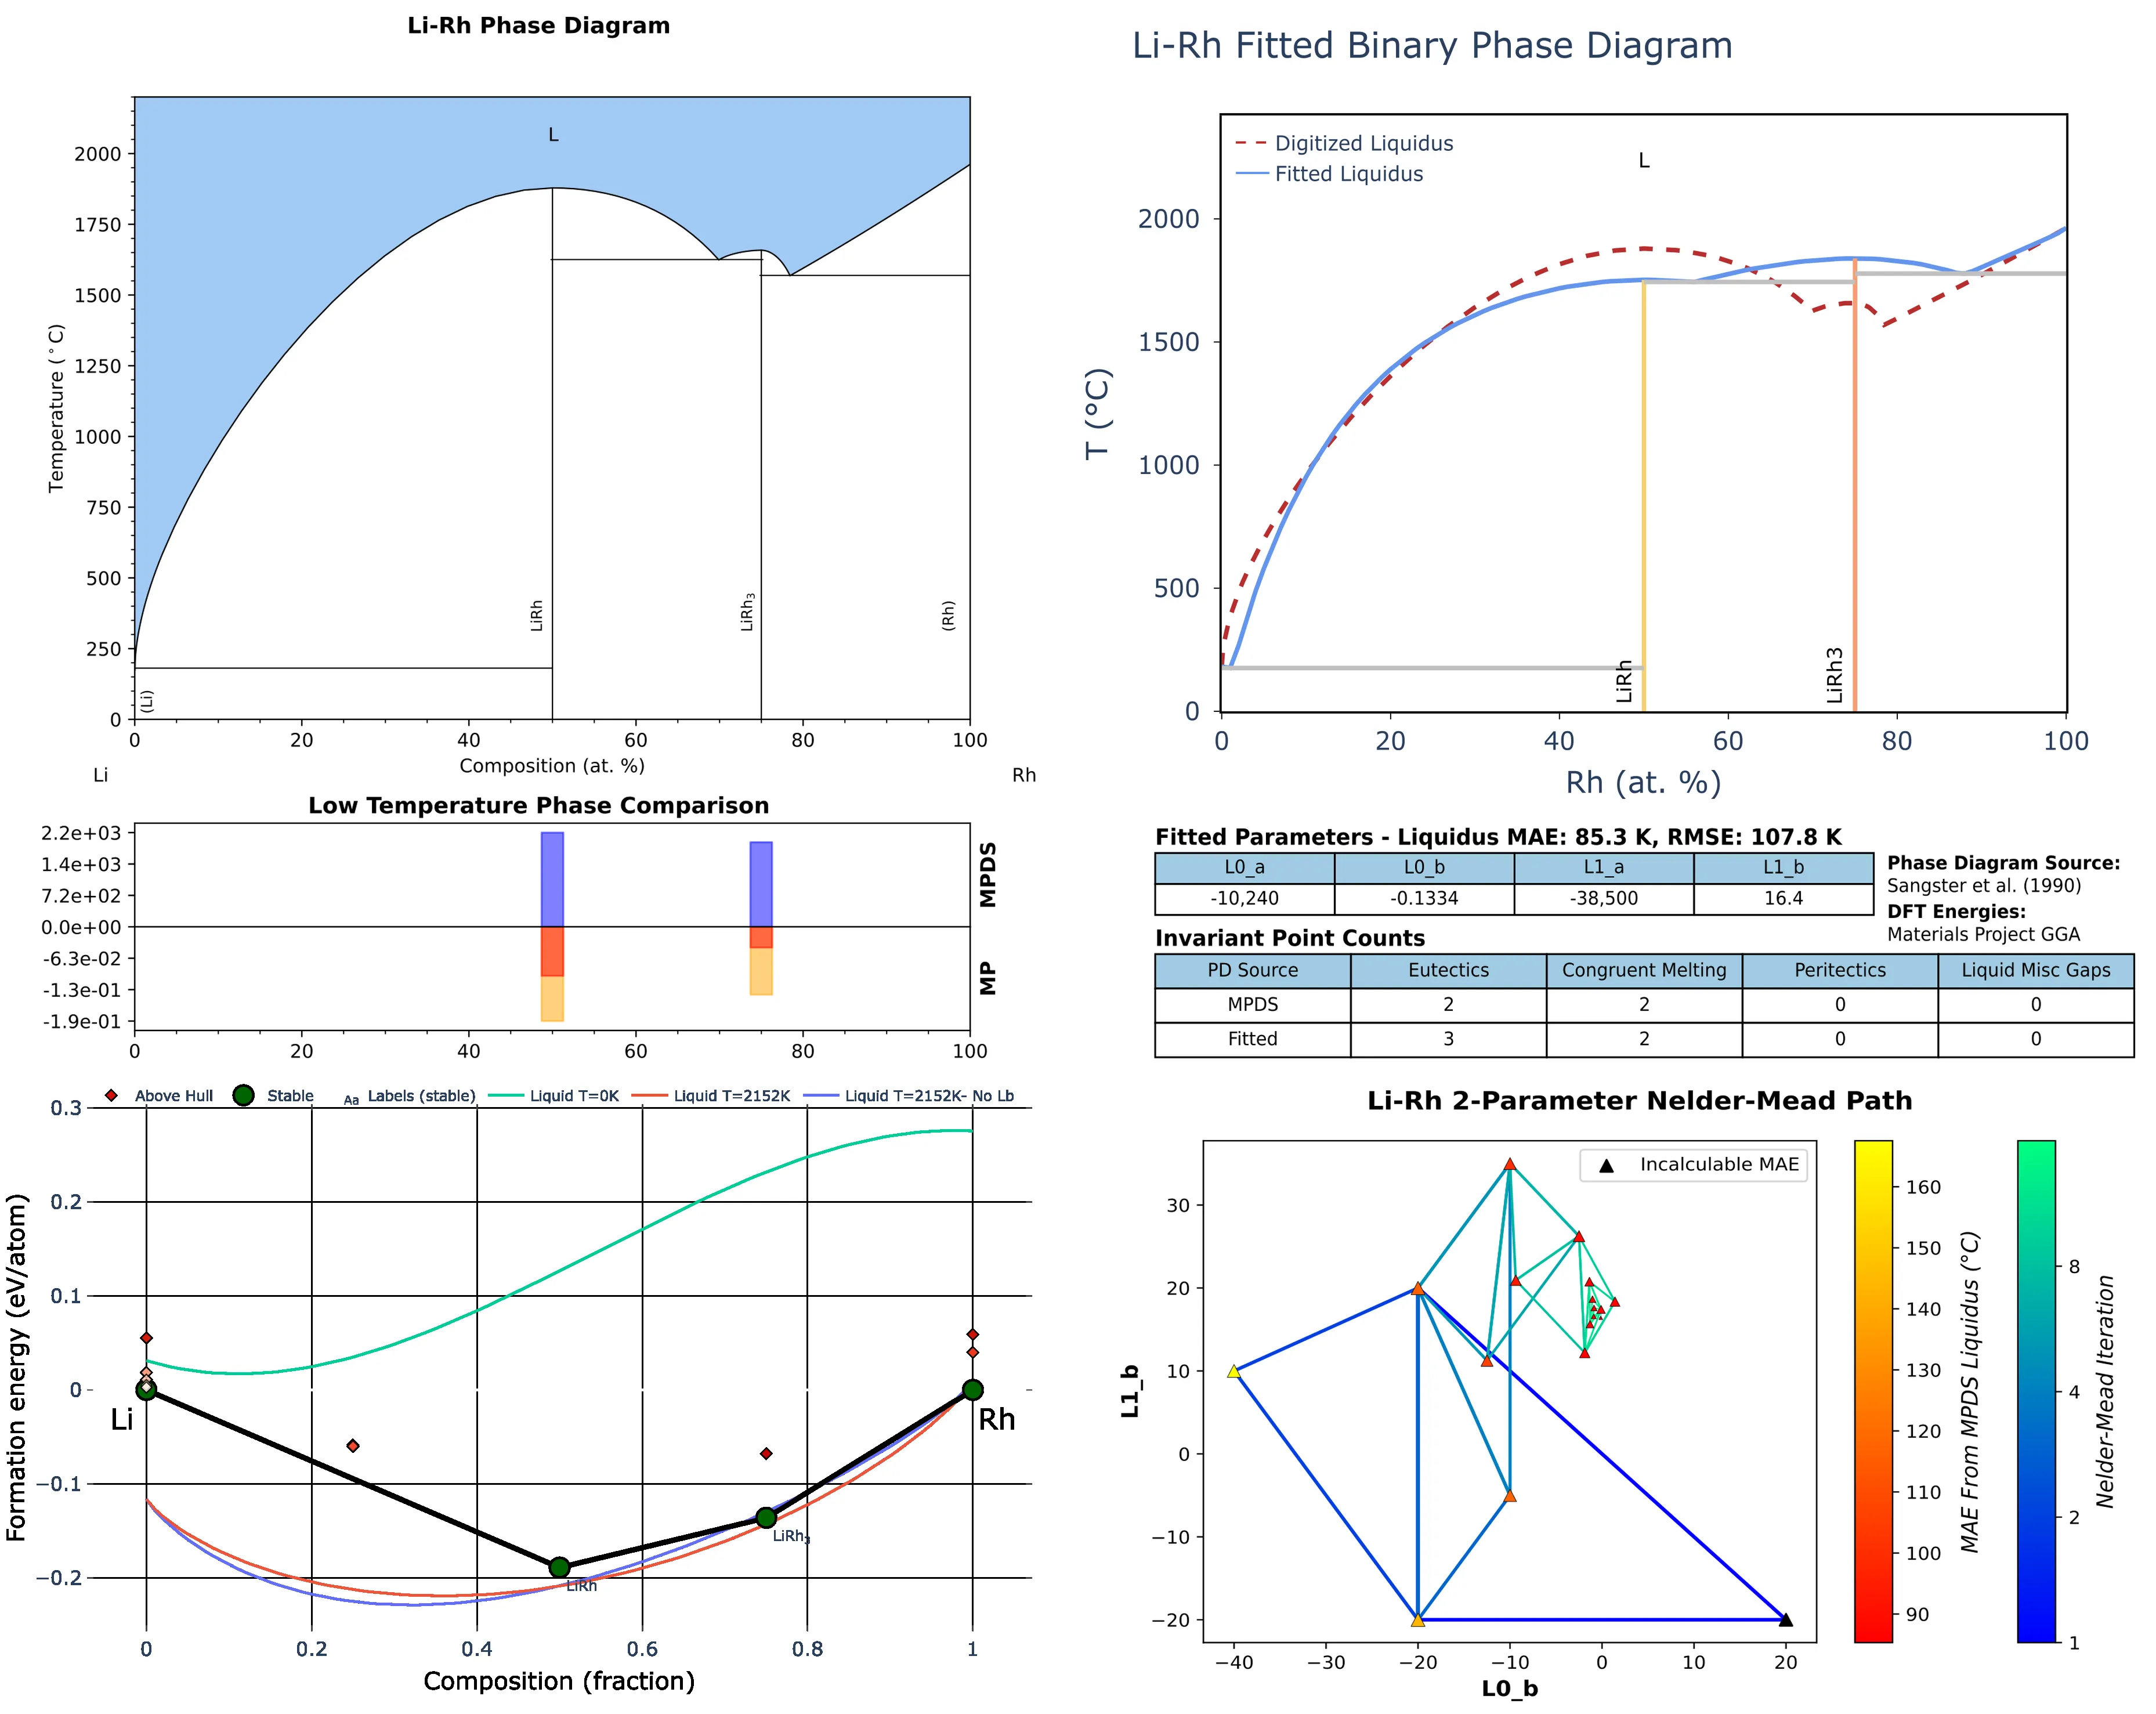 Li-Rh Phase Diagram
L
Temperature (°C)
2000
1750
1500
1250
1000
750
500
250
0
LiRh
LiRh₃
(Rh)
(Li)
0 20 40 60 80 100
Composition (at. %)
Li
Rh
Li-Rh Fitted Binary Phase Diagram
Digitized Liquidus
Fitted Liquidus
L
T (°C)
2000
1500
1000
500
0
LiRh
LiRh3
0 20 40 60 80 100
Rh (at. %)
Low Temperature Phase Comparison
2.2e+03
1.4e+03
7.2e+02
0.0e+00
-6.3e-02
-1.3e-01
-1.9e-01
MPDS
MP
0 20 40 60 80 100
Fitted Parameters - Liquidus MAE: 85.3 K, RMSE: 107.8 K
L0_a L0_b L1_a L1_b
-10,240 -0.1334 -38,500 16.4
Phase Diagram Source:
Sangster et al. (1990)
DFT Energies:
Materials Project GGA
Invariant Point Counts
PD Source Eutectics Congruent Melting Peritectics Liquid Misc Gaps
MPDS 2 2 0 0
Fitted 3 2 0 0
Above Hull Stable Aa Labels (stable) Liquid T=0K Liquid T=2152K Liquid T=2152K- No Lb
Formation energy (eV/atom)
0.3
0.2
0.1
0
−0.1
−0.2
Li
Rh
LiRh₃
LiRh
0 0.2 0.4 0.6 0.8 1
Composition (fraction)
Li-Rh 2-Parameter Nelder-Mead Path
Incalculable MAE
L1_b
30
20
10
0
−10
−20
−40 −30 −20 −10 0 10 20
L0_b
160
150
140
130
120
110
100
90
MAE From MPDS Liquidus (°C)
8
4
2
1
Nelder-Mead Iteration